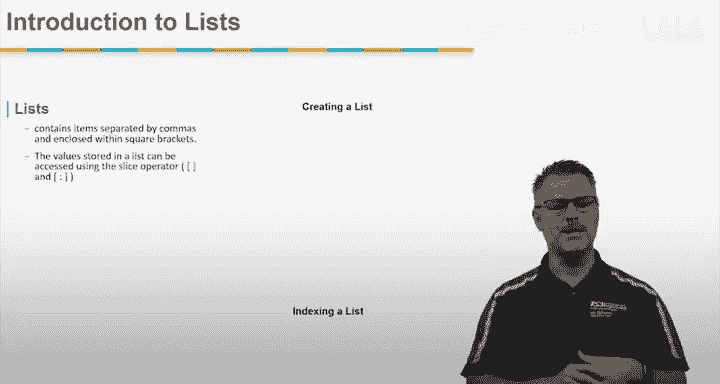 Introduction to Lists
Lists
– contains items separated by commas
and enclosed within square brackets.
– The values stored in a list can be
accessed using the slice operator ( [ ]
and [ : ] )
Creating a List
Indexing a List